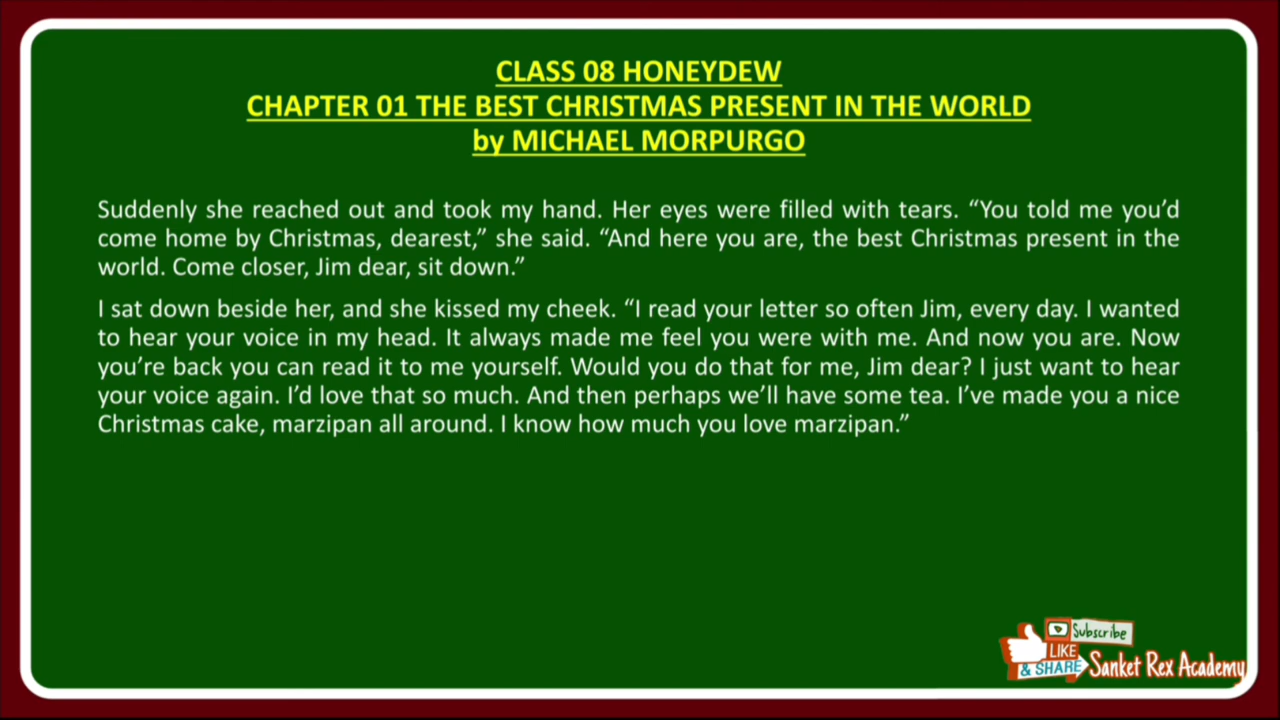 CLASS 08 HONEYDEW
CHAPTER 01 THE BEST CHRISTMAS PRESENT IN THE WORLD
by MICHAEL MORPURGO
Suddenly she reached out and took my hand. Her eyes were filled with tears. “You told me you’d
come home by Christmas, dearest,” she said. “And here you are, the best Christmas present in the
world. Come closer, Jim dear, sit down.”
I sat down beside her, and she kissed my cheek. “I read your letter so often Jim, every day. I wanted
to hear your voice in my head. It always made me feel you were with me. And now you are. Now
you’re back you can read it to me yourself. Would you do that for me, Jim dear? I just want to hear
your voice again. I’d love that so much. And then perhaps we’ll have some tea. I’ve made you a nice
Christmas cake, marzipan all around. I know how much you love marzipan.”
Subscribe
LIKE
& SHARE
Sanket Rex Academy